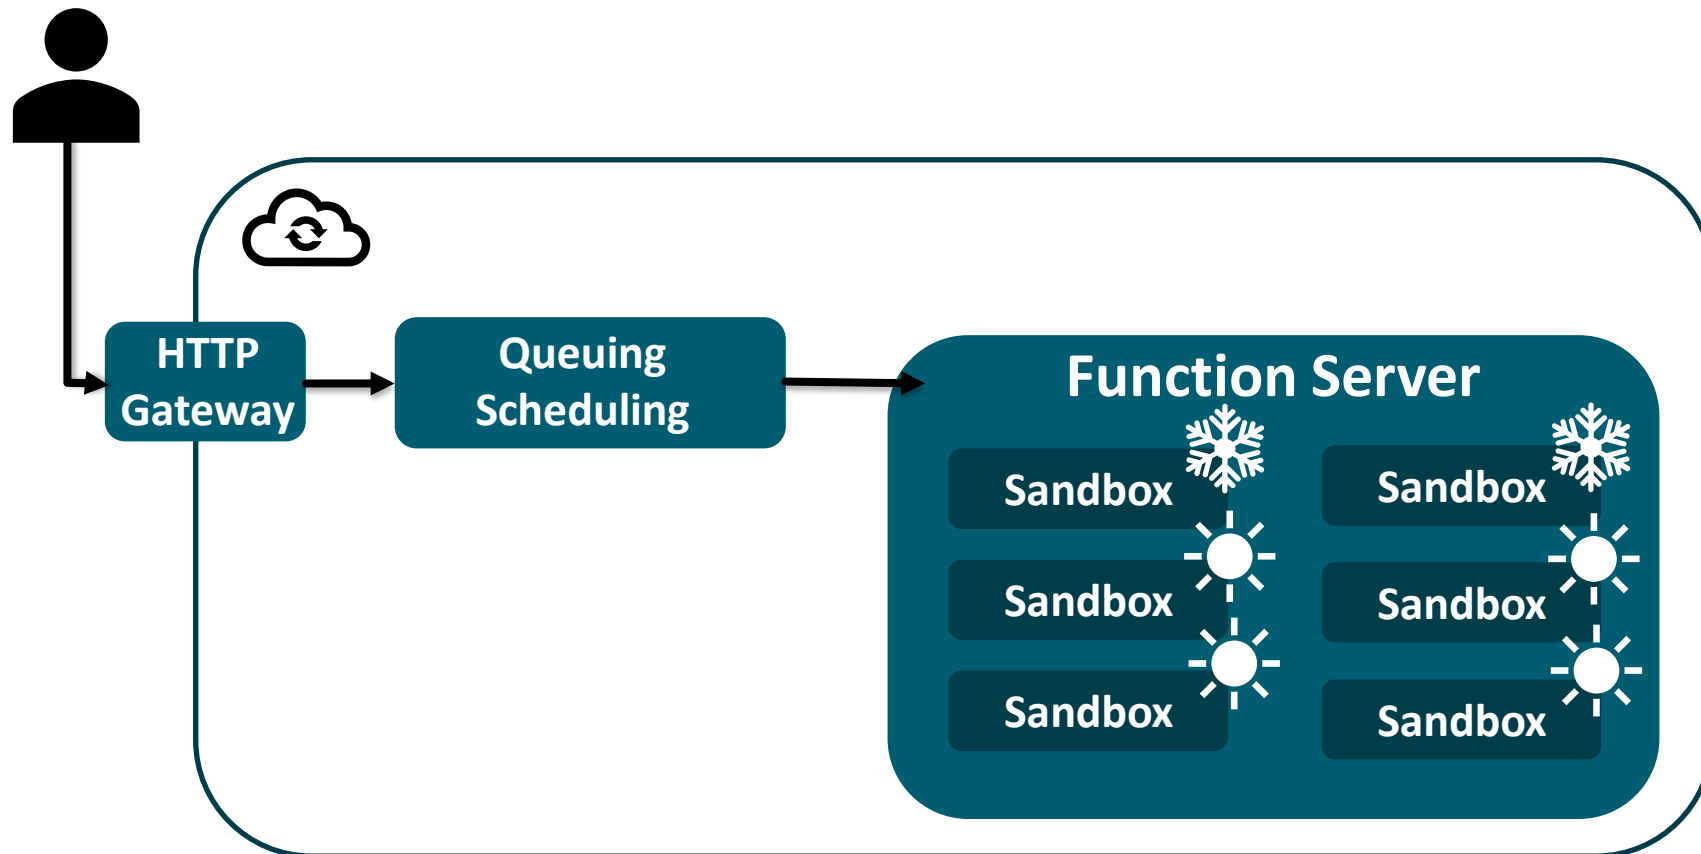 HTTP
Gateway
Queuing
Scheduling
Function Server
Sandbox
Sandbox
Sandbox
Sandbox
Sandbox
Sandbox